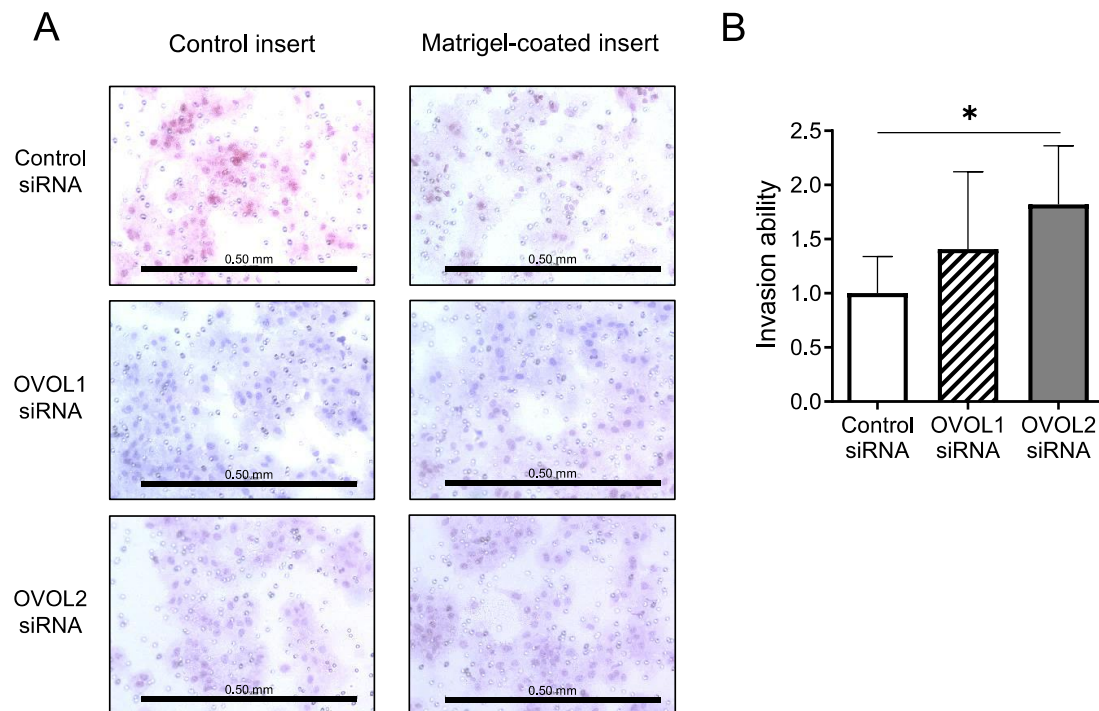 A
Control insert
Matrigel-coated insert
Control
siRNA
0.50 mm
0.50 mm
OVOL1
siRNA
0.50 mm
0.50 mm
OVOL2
siRNA
0.50 mm
0.50 mm
B
*
Invasion ability
2.5
2.0
1.5
1.0
0.5
0.0
Control
siRNA
OVOL1
siRNA
OVOL2
siRNA